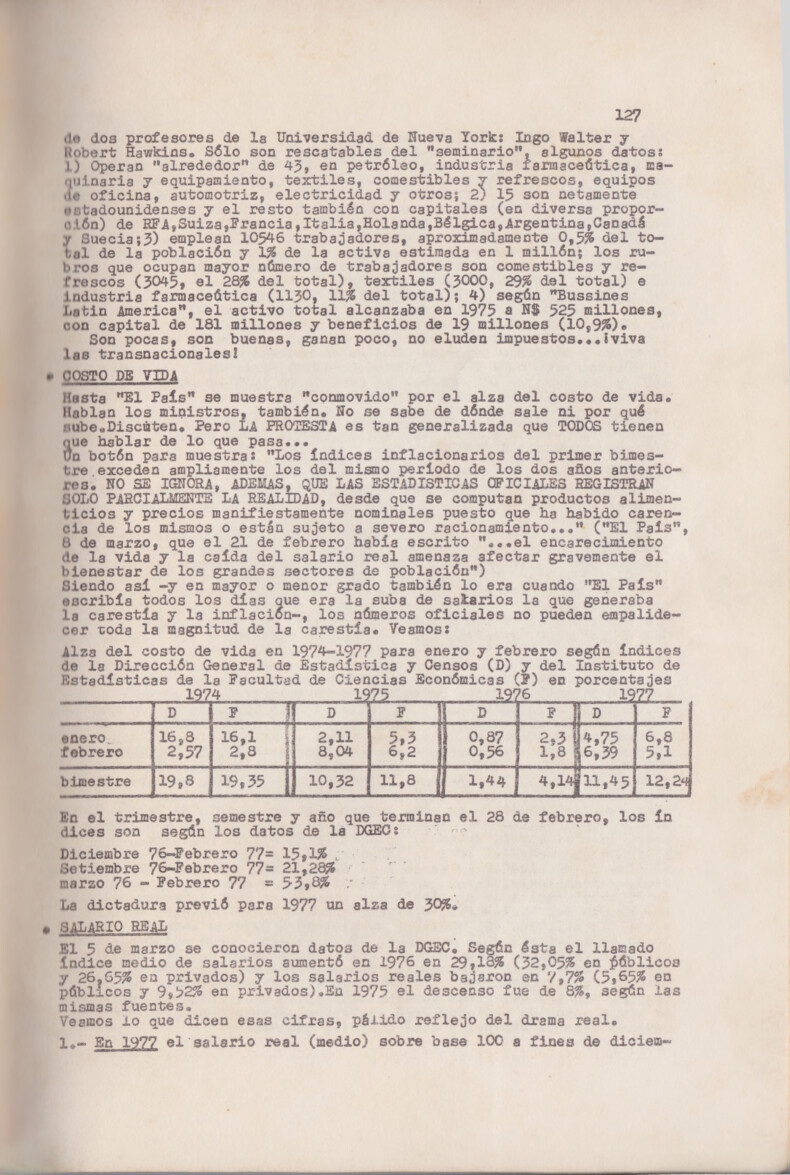 127
de dos profesores de la Universidad de Nueva York: Ingo Walter y
Robert Hawkins. Sólo son rescatables del "seminario", algunos datos:
1) Operan "alrededor" de 43, en petróleo, industria farmaceútica, ma-
quinaria y equipamiento, textiles, comestibles y refrescos, equipos
de oficina, automotriz, electricidad y otros; 2) 15 son netamente
estadounidenses y el resto también con capitales (en diversa propor-
ción) de RFA,Suiza,Francia,Italia,Holanda,Bélgica,Argentina,Canadá
y Suecia;3) emplean 10546 trabajadores, aproximadamente 0,5% del to-
tal de la población y 1% de la activa estimada en 1 millón; los ru-
bros que ocupan mayor número de trabajadores son comestibles y re-
frescos (3045, el 28% del total), textiles (3000, 29% del total) e
industria farmaceútica (1130, 11% del total); 4) según "Bussines
Latin America", el activo total alcanzaba en 1975 a N$ 525 millones,
con capital de 181 millones y beneficios de 19 millones (10,9%).
Son pocas, son buenas, ganan poco, no eluden impuestos...¡viva
las transnacionales!
* COSTO DE VIDA
Hasta "El País" se muestra "conmovido" por el alza del costo de vida.
Hablan los ministros, también. No se sabe de dónde sale ni por qué
sube.Discúten. Pero LA PROTESTA es tan generalizada que TODOS tienen
que hablar de lo que pasa...
Un botón para muestra: "Los índices inflacionarios del primer bimes-
tre exceden ampliamente los del mismo período de los dos años anterio-
res. NO SE IGNORA, ADEMAS, QUE LAS ESTADISTICAS OFICIALES REGISTRAN
SOLO PARCIALMENTE LA REALIDAD, desde que se computan productos alimen-
ticios y precios manifiestamente nominales puesto que ha habido caren-
cia de los mismos o están sujeto a severo racionamiento..." ("El País",
8 de marzo, que el 21 de febrero había escrito "...el encarecimiento
de la vida y la caída del salario real amenaza afectar gravemente el
bienestar de los grandes sectores de población")
Siendo así -y en mayor o menor grado también lo era cuando "El País"
escribía todos los días que era la suba de salarios la que generaba
la carestía y la inflación-, los números oficiales no pueden empalide-
cer toda la magnitud de la carestía. Veamos:
Alza del costo de vida en 1974-1977 para enero y febrero según índices
de la Dirección General de Estadística y Censos (D) y del Instituto de
Estadísticas de la Facultad de Ciencias Económicas (F) en porcentajes
1974 1975 1976 1977
D F D F D F D F
enero 16,8 16,1 2,11 5,3 0,87 2,3 4,75 6,8
febrero 2,57 2,8 8,04 6,2 0,56 1,8 6,39 5,1
bimestre 19,8 19,35 10,32 11,8 1,44 4,14 11,45 12,24
En el trimestre, semestre y año que terminan el 28 de febrero, los ín
dices son según los datos de la DGEC:
Diciembre 76-Febrero 77= 15,1%
Setiembre 76-Febrero 77= 21,28%
marzo 76 - Febrero 77 = 53,8%
La dictadura previó para 1977 un alza de 30%.
* SALARIO REAL
El 5 de marzo se conocieron datos de la DGEC. Según ésta el llamado
índice medio de salarios aumentó en 1976 en 29,18% (32,05% en públicos
y 26,65% en privados) y los salarios reales bajaron en 7,7% (5,65% en
públicos y 9,52% en privados).En 1975 el descenso fue de 8%, según las
mismas fuentes.
Veamos lo que dicen esas cifras, pálido reflejo del drama real.
1.- En 1977 el salario real (medio) sobre base 100 a fines de diciem-